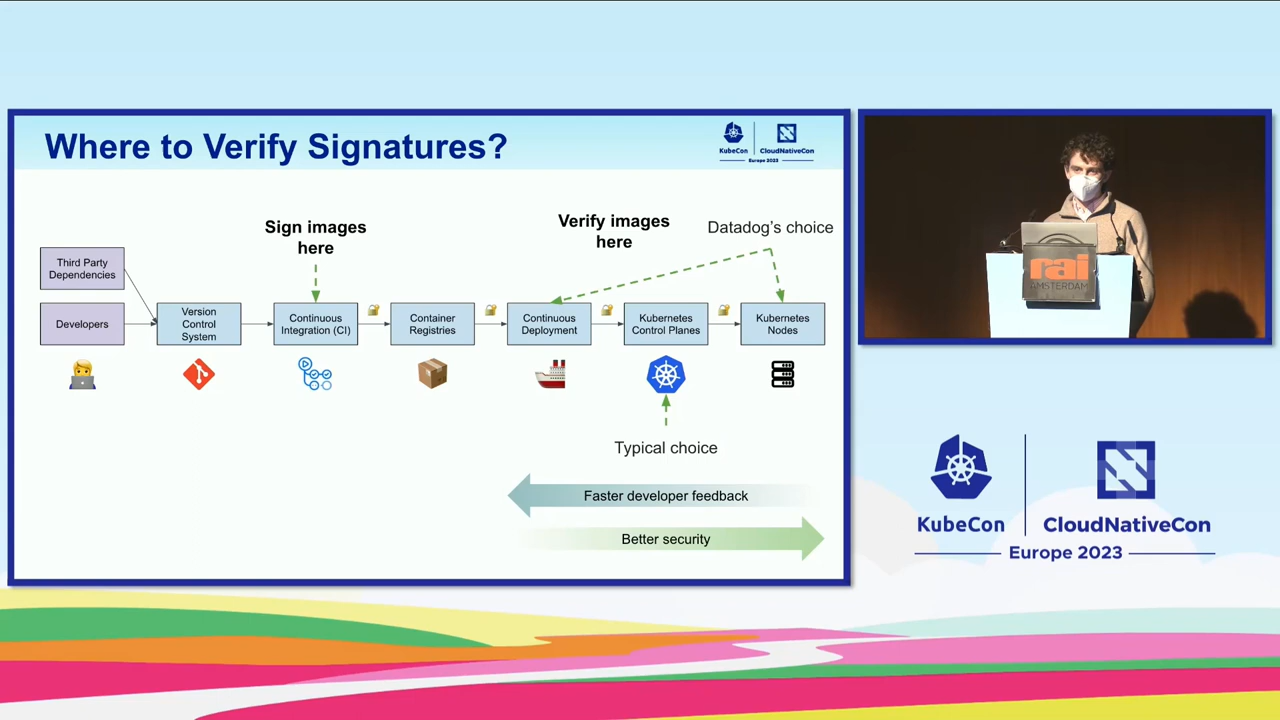 Where to Verify Signatures?
KubeCon
CloudNativeCon
Europe 2023
Sign images
here
Verify images
here
Datadog's choice
Third Party
Dependencies
Developers
Version
Control
System
Continuous
Integration (CI)
Container
Registries
Continuous
Deployment
Kubernetes
Control Planes
Kubernetes
Nodes
Typical choice
Faster developer feedback
Better security
rai
AMSTERDAM
KubeCon
CloudNativeCon
Europe 2023